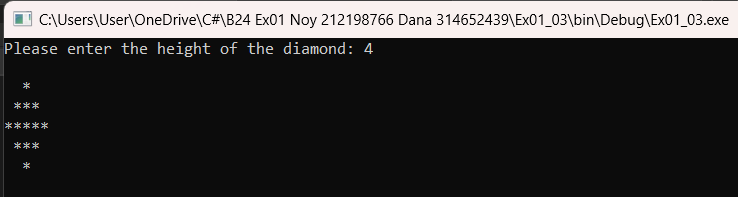 C:\Users\User\OneDrive\C#\B24 Ex01 Noy 212198766 Dana 314652439\Ex01_03\bin\Debug\Ex01_03.exe
Please enter the height of the diamond: 4

  *
 ***
*****
 ***
  *